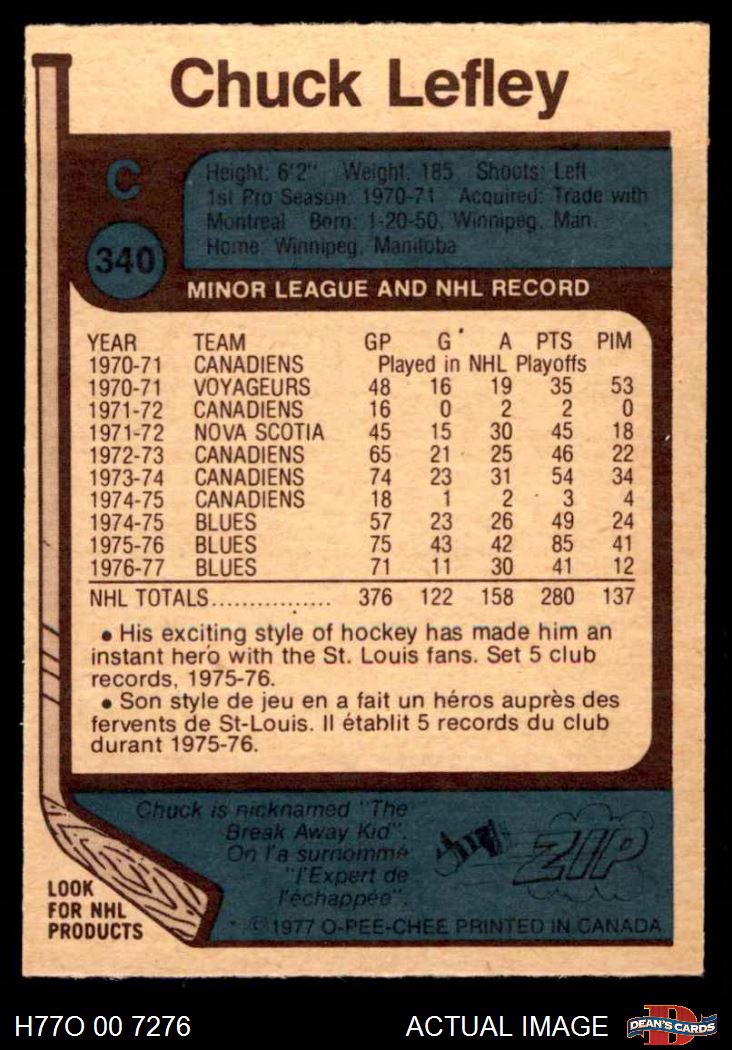 Chuck Lefley
C
340
Height: 6'2" Weight: 185 Shoots: Left
1st Pro Season: 1970-71 Acquired: Trade with
Montreal Born: 1-20-50, Winnipeg, Man.
Home: Winnipeg, Manitoba
MINOR LEAGUE AND NHL RECORD
YEAR TEAM GP G A PTS PIM
1970-71 CANADIENS Played in NHL Playoffs
1970-71 VOYAGEURS 48 16 19 35 53
1971-72 CANADIENS 16 0 2 2 0
1971-72 NOVA SCOTIA 45 15 30 45 18
1972-73 CANADIENS 65 21 25 46 22
1973-74 CANADIENS 74 23 31 54 34
1974-75 CANADIENS 18 1 2 3 4
1974-75 BLUES 57 23 26 49 24
1975-76 BLUES 75 43 42 85 41
1976-77 BLUES 71 11 30 41 12
NHL TOTALS................ 376 122 158 280 137
• His exciting style of hockey has made him an
instant hero with the St. Louis fans. Set 5 club
records, 1975-76.
• Son style de jeu en a fait un héros auprès des
fervents de St-Louis. Il établit 5 records du club
durant 1975-76.
Chuck is nicknamed "The
Break Away Kid".
On l'a surnommé
"l'Expert de
l'échappée".
ZIP
LOOK
FOR NHL
PRODUCTS
© 1977 O-PEE-CHEE PRINTED IN CANADA
H77O 00 7276 ACTUAL IMAGE
D
DEAN'S CARDS